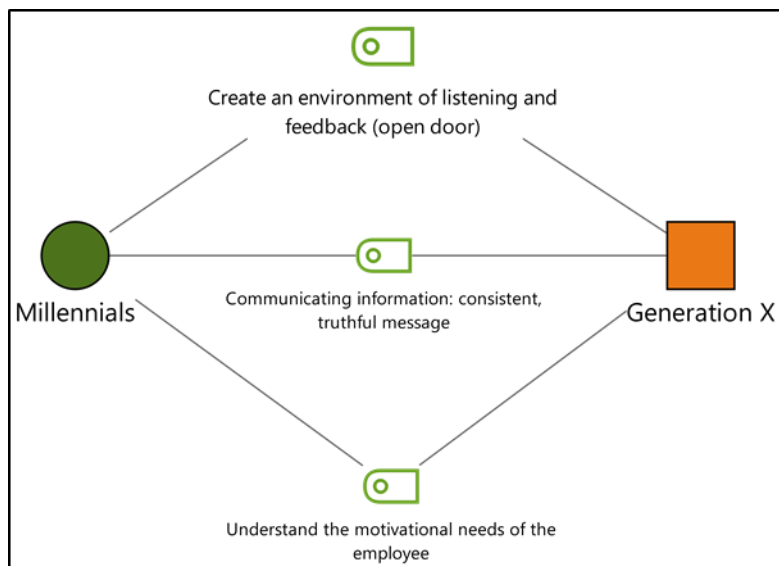 Create an environment of listening and
feedback (open door)
Millennials
Generation X
Communicating information: consistent,
truthful message
Understand the motivational needs of the
employee